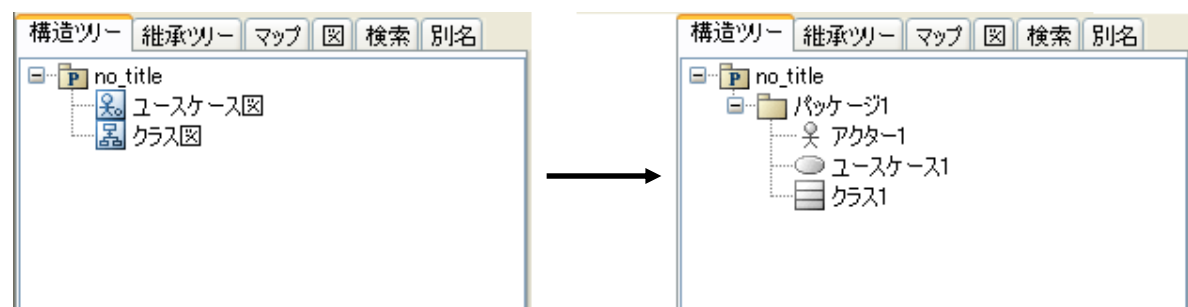 構造ツリー 継承ツリー マップ 図 検索 別名
no_title
ユースケース図
クラス図
構造ツリー 継承ツリー マップ 図 検索 別名
no_title
パッケージ1
アクター1
ユースケース1
クラス1